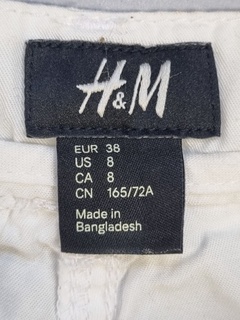 H&M
EUR 38
US 8
CA 8
CN 165/72A
Made in
Bangladesh